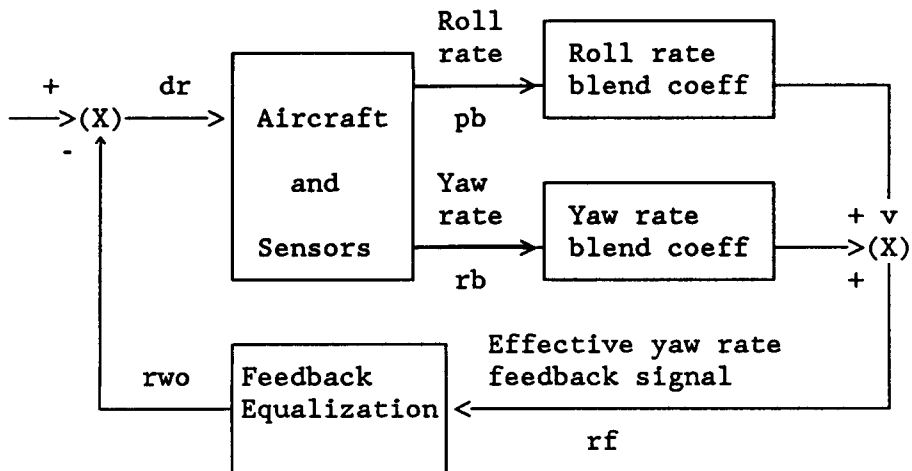 Roll
rate
Roll rate
blend coeff
+
dr
->(X)
-
Aircraft
and
Sensors
pb
Yaw
rate
Yaw rate
blend coeff
+ v
>(X)
+
rb
Effective yaw rate
feedback signal
rwo
Feedback
Equalization
<
rf